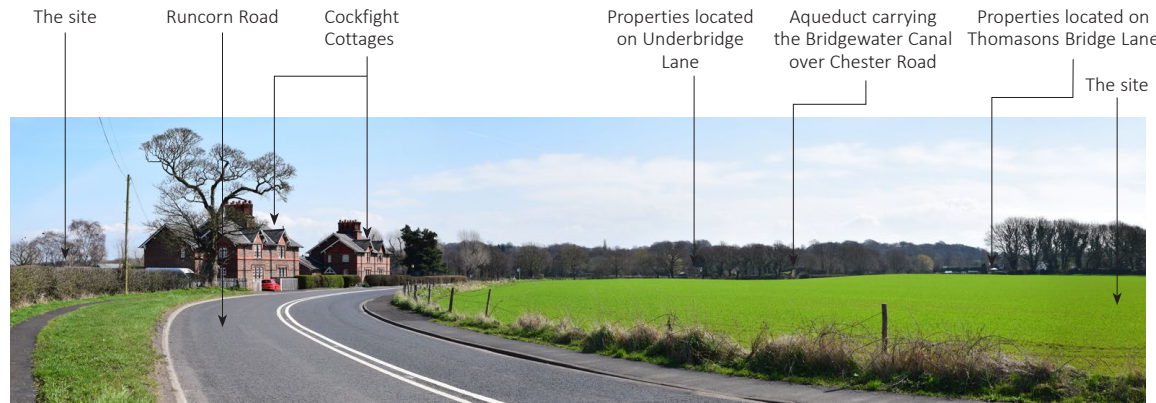 The site
Runcorn Road
Cockfight
Cottages
Properties located
on Underbridge
Lane
Aqueduct carrying
the Bridgewater Canal
over Chester Road
Properties located on
Thomasons Bridge Lane
The site